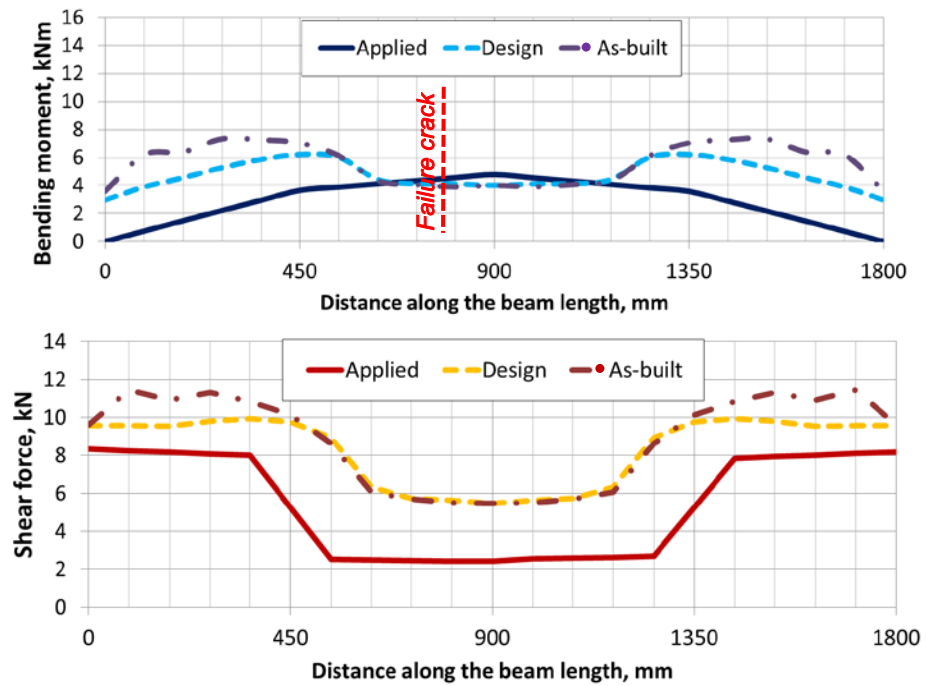 Bending moment, kNm
16
14
12
10
8
6
4
2
0
Applied Design As-built
Failure crack
0 450 900 1350 1800
Distance along the beam length, mm
Shear force, kN
14
12
10
8
6
4
2
0
Applied Design As-built
0 450 900 1350 1800
Distance along the beam length, mm